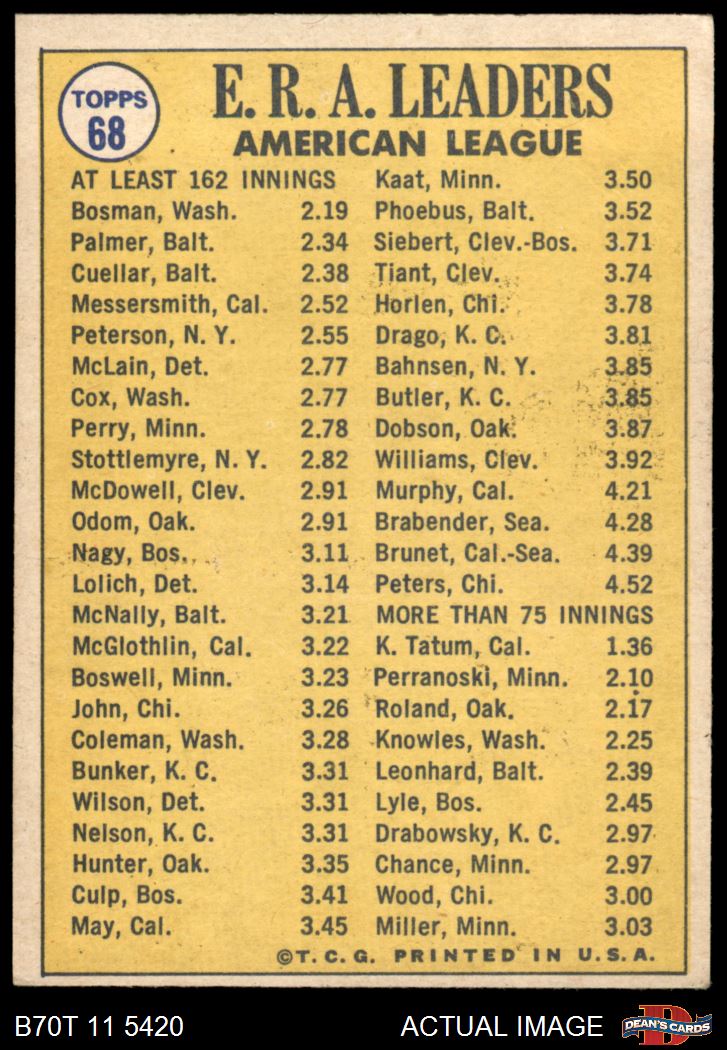 TOPPS
68
E. R. A. LEADERS
AMERICAN LEAGUE
AT LEAST 162 INNINGS
Bosman, Wash. 2.19
Palmer, Balt. 2.34
Cuellar, Balt. 2.38
Messersmith, Cal. 2.52
Peterson, N. Y. 2.55
McLain, Det. 2.77
Cox, Wash. 2.77
Perry, Minn. 2.78
Stottlemyre, N. Y. 2.82
McDowell, Clev. 2.91
Odom, Oak. 2.91
Nagy, Bos. 3.11
Lolich, Det. 3.14
McNally, Balt. 3.21
McGlothlin, Cal. 3.22
Boswell, Minn. 3.23
John, Chi. 3.26
Coleman, Wash. 3.28
Bunker, K. C. 3.31
Wilson, Det. 3.31
Nelson, K. C. 3.31
Hunter, Oak. 3.35
Culp, Bos. 3.41
May, Cal. 3.45
Kaat, Minn. 3.50
Phoebus, Balt. 3.52
Siebert, Clev.-Bos. 3.71
Tiant, Clev. 3.74
Horlen, Chi. 3.78
Drago, K. C. 3.81
Bahnsen, N. Y. 3.85
Butler, K. C. 3.85
Dobson, Oak. 3.87
Williams, Clev. 3.92
Murphy, Cal. 4.21
Brabender, Sea. 4.28
Brunet, Cal.-Sea. 4.39
Peters, Chi. 4.52
MORE THAN 75 INNINGS
K. Tatum, Cal. 1.36
Perranoski, Minn. 2.10
Roland, Oak. 2.17
Knowles, Wash. 2.25
Leonhard, Balt. 2.39
Lyle, Bos. 2.45
Drabowsky, K. C. 2.97
Chance, Minn. 2.97
Wood, Chi. 3.00
Miller, Minn. 3.03
©T. C. G. PRINTED IN U. S. A.
B70T 11 5420
ACTUAL IMAGE
D
DEAN'S CARDS